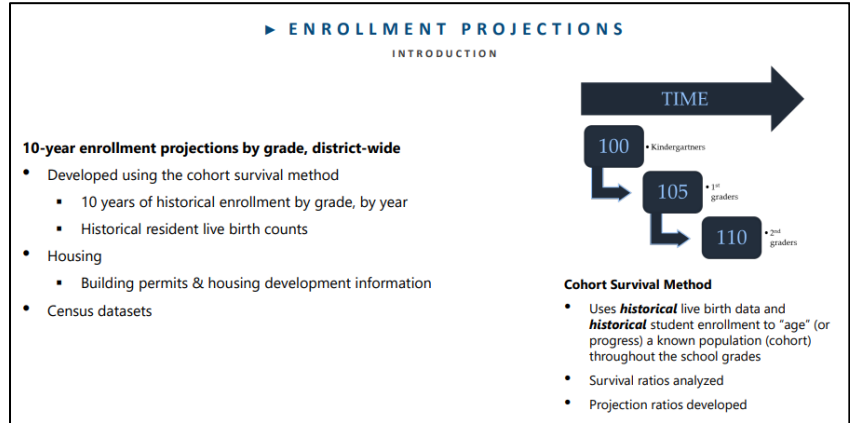 ► ENROLLMENT PROJECTIONS
INTRODUCTION
10-year enrollment projections by grade, district-wide
• Developed using the cohort survival method
▪ 10 years of historical enrollment by grade, by year
▪ Historical resident live birth counts
• Housing
▪ Building permits & housing development information
• Census datasets
TIME
100 • Kindergartners
105 • 1st
graders
110 • 2nd
graders
Cohort Survival Method
• Uses historical live birth data and
historical student enrollment to “age” (or
progress) a known population (cohort)
throughout the school grades
• Survival ratios analyzed
• Projection ratios developed